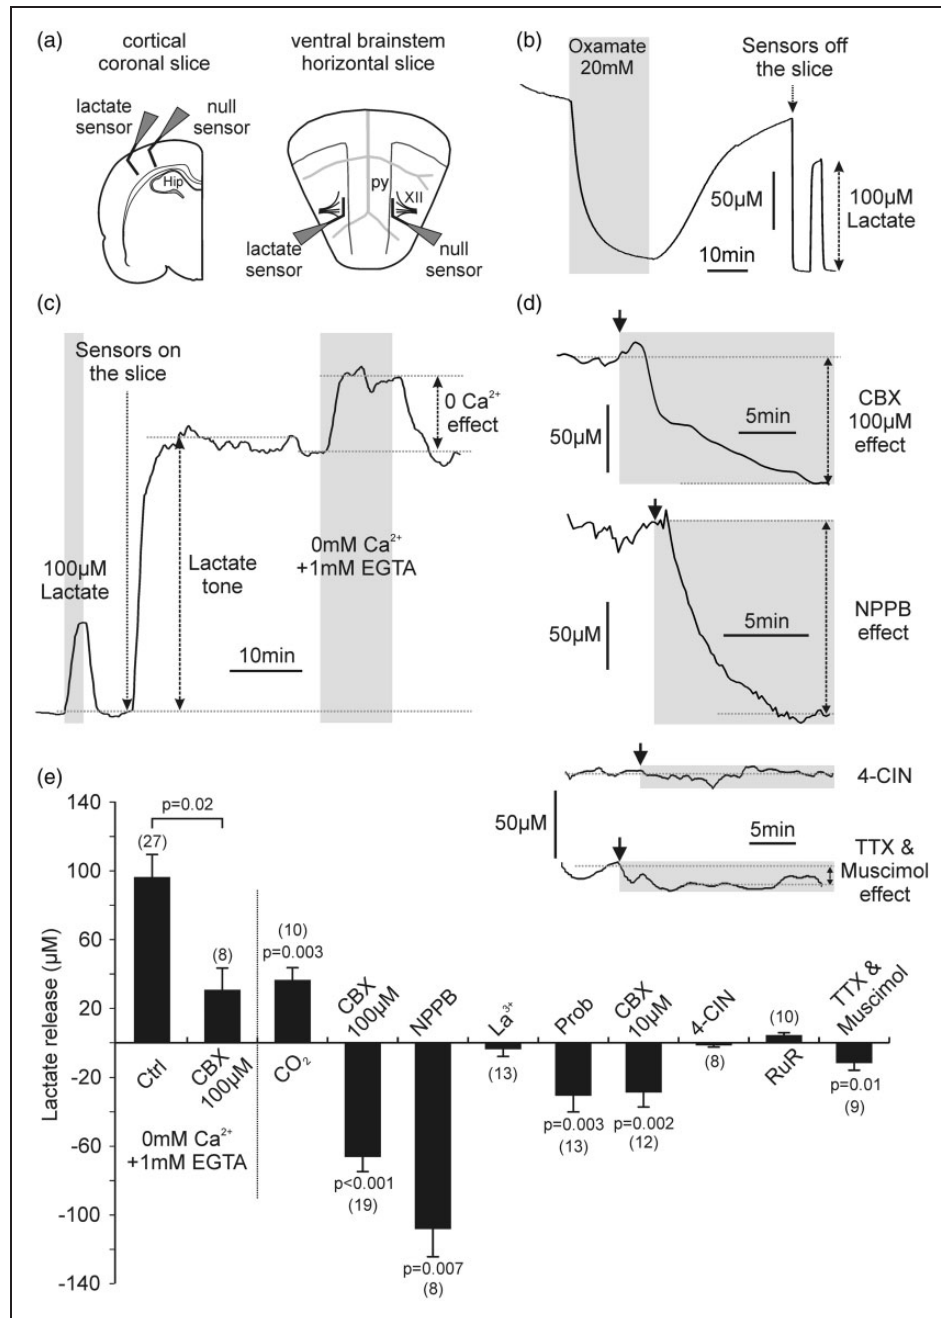 (a)
cortical
coronal slice
ventral brainstem
horizontal slice
lactate
sensor
null
sensor
Hip
py
XII
lactate
sensor
null
sensor
(b)
Oxamate
20mM
Sensors off
the slice
50µM
10min
100µM
Lactate
(c)
Sensors on
the slice
0 Ca²⁺
effect
100µM
Lactate
Lactate
tone
0mM Ca²⁺
+1mM EGTA
10min
(d)
50µM
5min
CBX
100µM
effect
50µM
5min
NPPB
effect
4-CIN
50µM
5min
TTX &
Muscimol
effect
(e)
Lactate release (µM)
140
100
60
20
-20
-60
-100
-140
p=0.02
(27)
(8)
(10)
p=0.003
Ctrl
CBX
100µM
0mM Ca²⁺
+1mM EGTA
CO₂
CBX
100µM
p<0.001
(19)
NPPB
p=0.007
(8)
La³⁺
(13)
Prob
p=0.003
(13)
CBX
10µM
p=0.002
(12)
4-CIN
(8)
(10)
RuR
TTX &
Muscimol
p=0.01
(9)